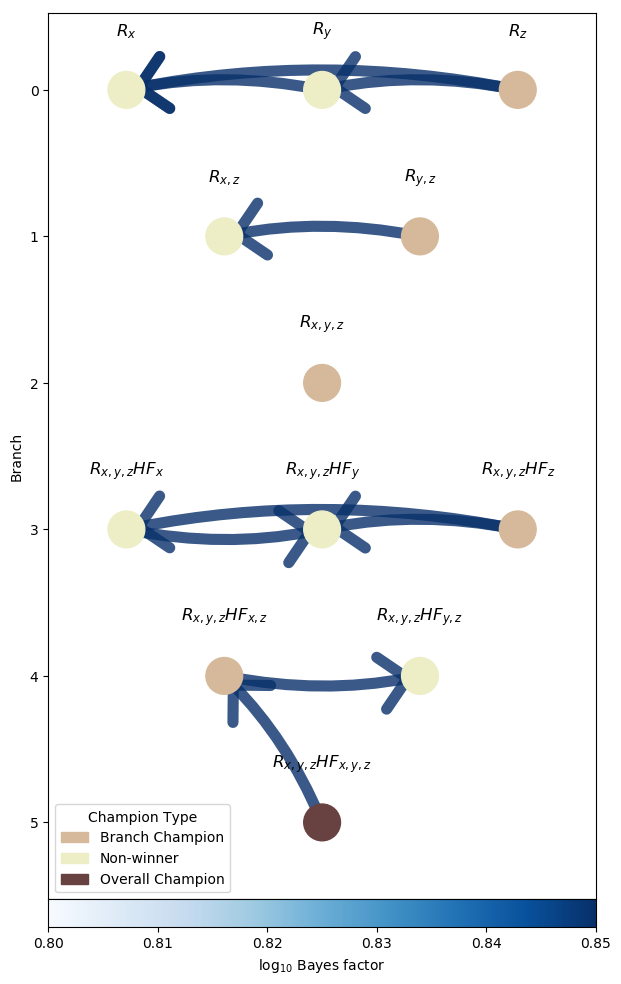 $R_x$ $R_y$ $R_z$
0
$R_{x,z}$ $R_{y,z}$
1
$R_{x,y,z}$
2
Branch
$R_{x,y,z}HF_x$ $R_{x,y,z}HF_y$ $R_{x,y,z}HF_z$
3
$R_{x,y,z}HF_{x,z}$ $R_{x,y,z}HF_{y,z}$
4
$R_{x,y,z}HF_{x,y,z}$
5
Champion Type
Branch Champion
Non-winner
Overall Champion
0.80 0.81 0.82 0.83 0.84 0.85
$\log_{10}$ Bayes factor